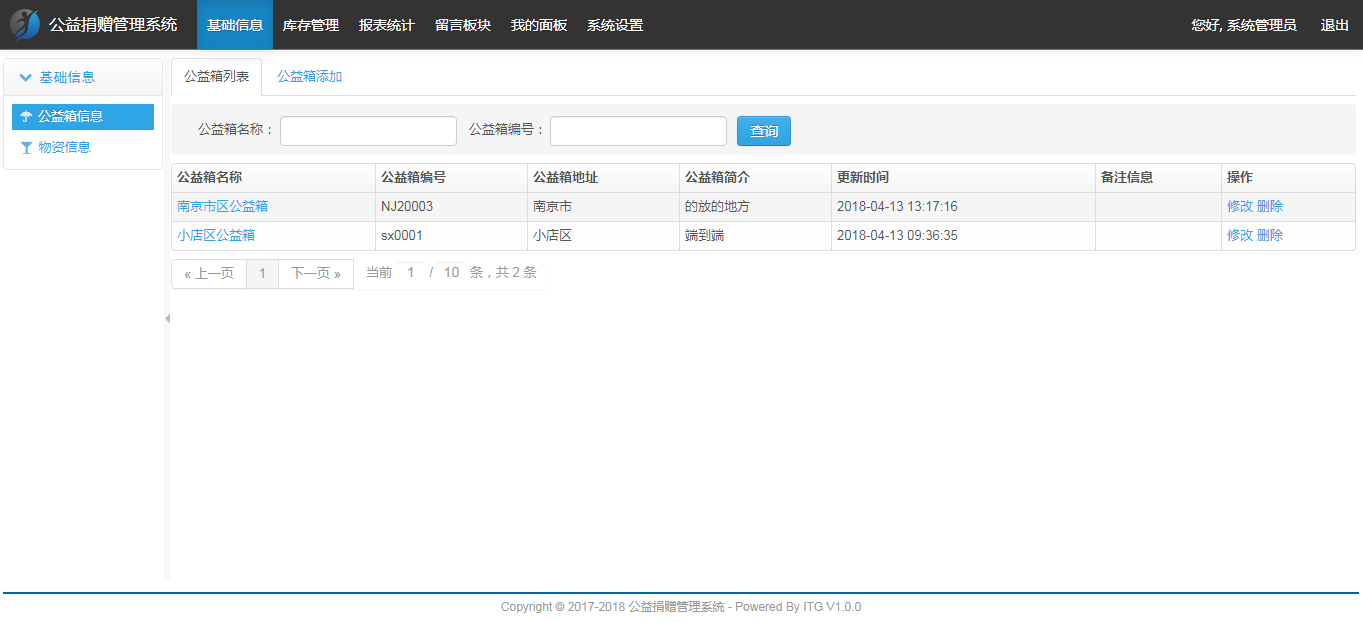 公益捐赠管理系统 基础信息 库存管理 报表统计 留言板块 我的面板 系统设置 您好, 系统管理员 退出
基础信息
公益箱信息
物资信息
公益箱列表 公益箱添加
公益箱名称： 公益箱编号： 查询
公益箱名称 公益箱编号 公益箱地址 公益箱简介 更新时间 备注信息 操作
南京市区公益箱 NJ20003 南京市 的放的地方 2018-04-13 13:17:16 修改 删除
小店区公益箱 sx0001 小店区 端到端 2018-04-13 09:36:35 修改 删除
« 上一页 1 下一页 » 当前 1 / 10 条，共 2 条
Copyright © 2017-2018 公益捐赠管理系统 - Powered By ITG V1.0.0